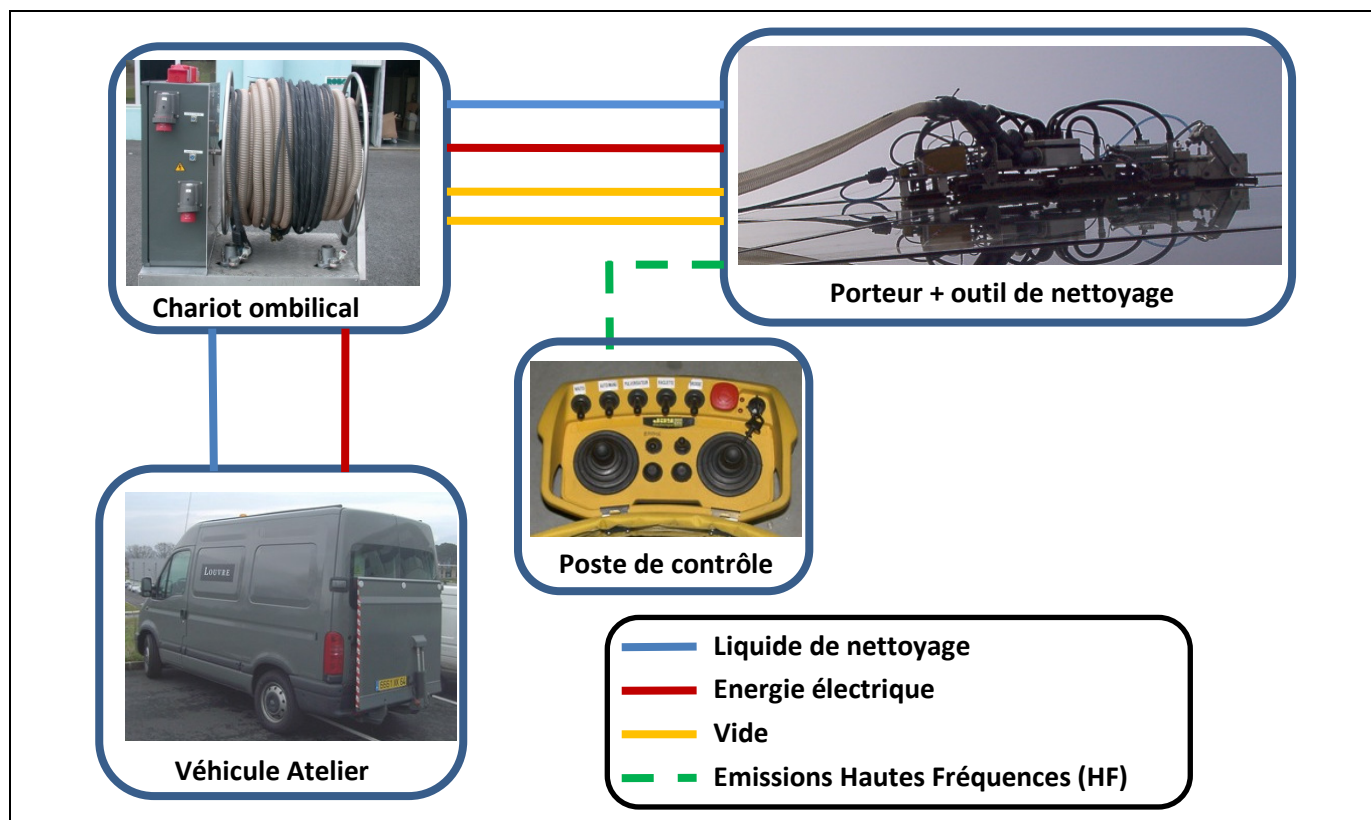 Chariot ombilical
Porteur + outil de nettoyage
Poste de contrôle
LOUVRE
Véhicule Atelier
Liquide de nettoyage
Energie électrique
Vide
Emissions Hautes Fréquences (HF)